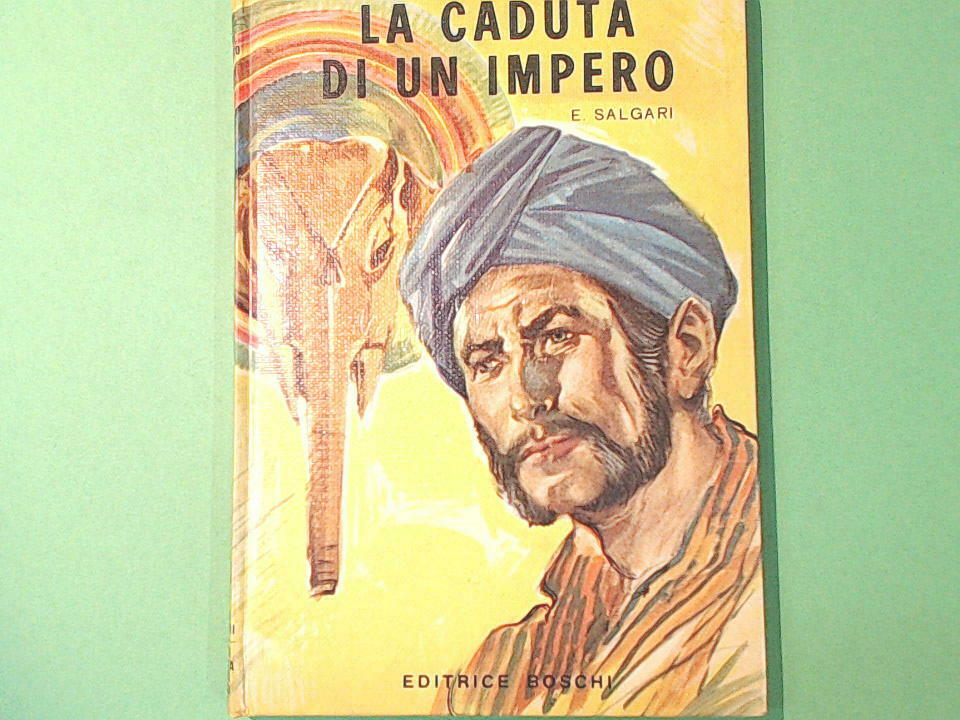 LA CADUTA
DI UN IMPERO
E. SALGARI
EDITRICE BOSCHI